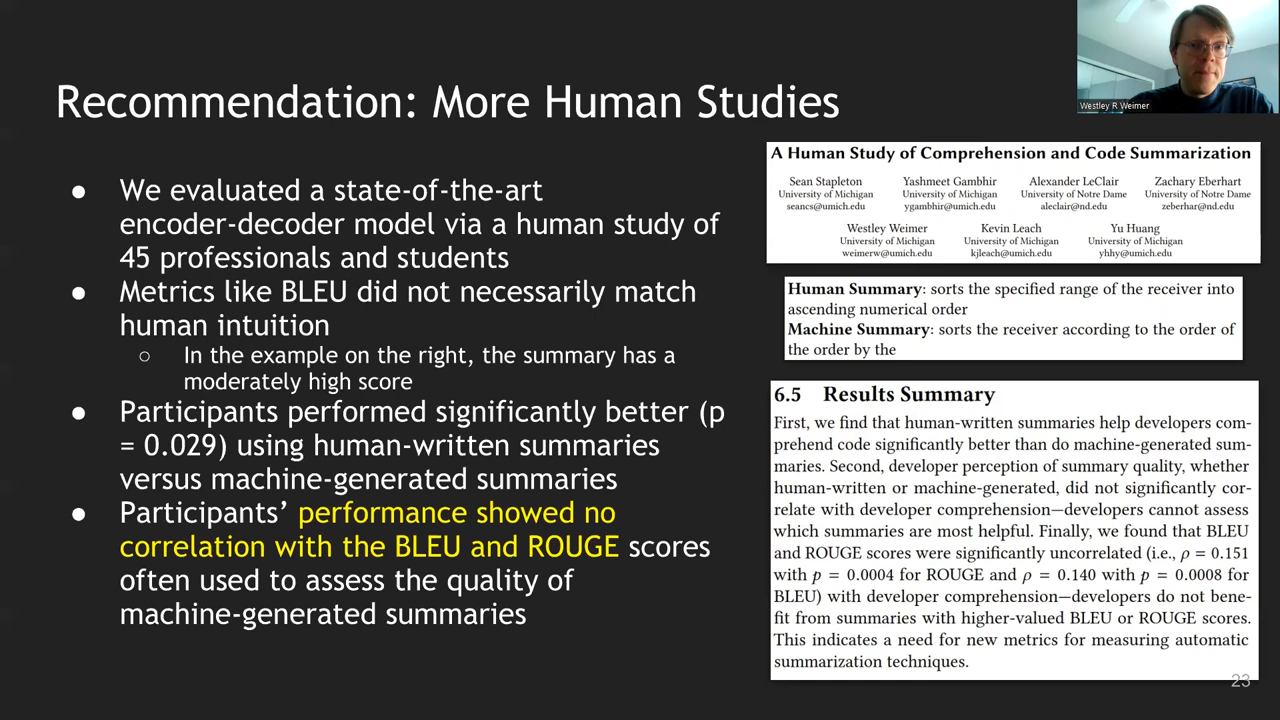 Westley R Weimer
Recommendation: More Human Studies
● We evaluated a state-of-the-art
encoder-decoder model via a human study of
45 professionals and students
● Metrics like BLEU did not necessarily match
human intuition
○ In the example on the right, the summary has a
moderately high score
● Participants performed significantly better (p
= 0.029) using human-written summaries
versus machine-generated summaries
● Participants’ performance showed no
correlation with the BLEU and ROUGE scores
often used to assess the quality of
machine-generated summaries
A Human Study of Comprehension and Code Summarization
Sean Stapleton Yashmeet Gambhir Alexander LeClair Zachary Eberhart
University of Michigan University of Michigan University of Notre Dame University of Notre Dame
seancs@umich.edu ygambhir@umich.edu aleclair@nd.edu zeberhar@nd.edu
Westley Weimer Kevin Leach Yu Huang
University of Michigan University of Michigan University of Michigan
weimerw@umich.edu kjleach@umich.edu yhhy@umich.edu
Human Summary: sorts the specified range of the receiver into
ascending numerical order
Machine Summary: sorts the receiver according to the order of
the order by the
6.5 Results Summary
First, we find that human-written summaries help developers com-
prehend code significantly better than do machine-generated sum-
maries. Second, developer perception of summary quality, whether
human-written or machine-generated, did not significantly cor-
relate with developer comprehension—developers cannot assess
which summaries are most helpful. Finally, we found that BLEU
and ROUGE scores were significantly uncorrelated (i.e., ρ = 0.151
with p = 0.0004 for ROUGE and ρ = 0.140 with p = 0.0008 for
BLEU) with developer comprehension—developers do not bene-
fit from summaries with higher-valued BLEU or ROUGE scores.
This indicates a need for new metrics for measuring automatic
summarization techniques.
23